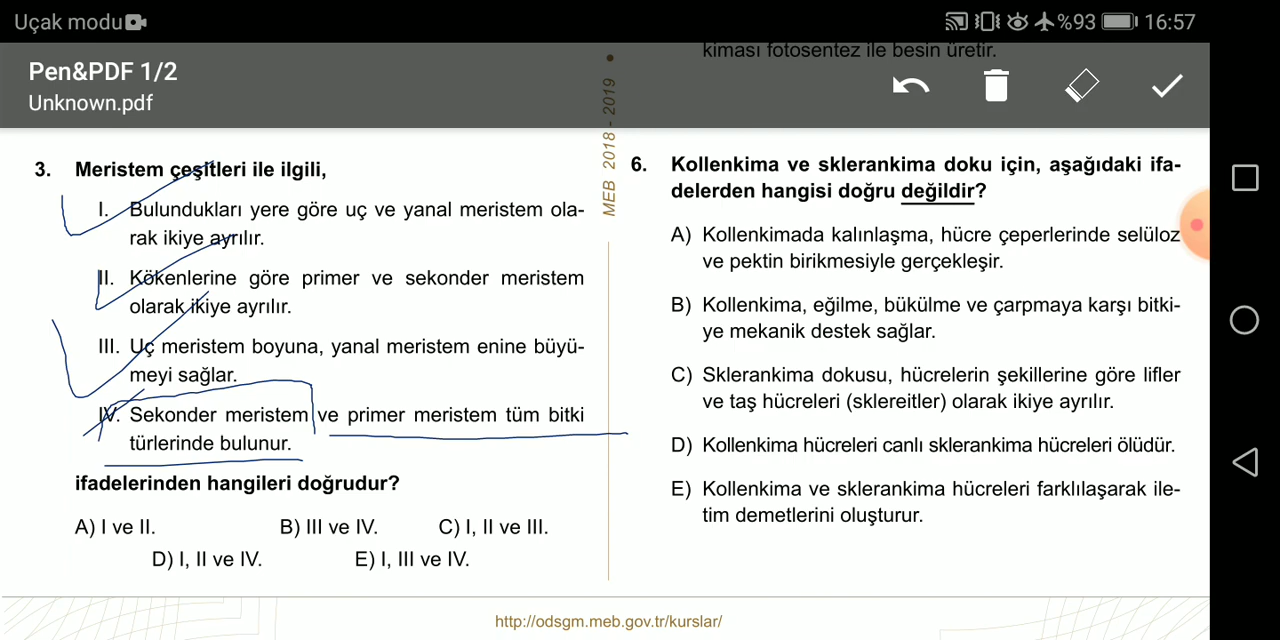 Uçak modu
%93 16:57
Pen&PDF 1/2
Unknown.pdf
kiması fotosentez ile besin üretir.
MEB 2018 - 2019
3. Meristem çeşitleri ile ilgili,
I. Bulundukları yere göre uç ve yanal meristem ola-
rak ikiye ayrılır.
II. Kökenlerine göre primer ve sekonder meristem
olarak ikiye ayrılır.
III. Uç meristem boyuna, yanal meristem enine büyü-
meyi sağlar.
IV. Sekonder meristem ve primer meristem tüm bitki
türlerinde bulunur.
ifadelerinden hangileri doğrudur?
A) I ve II. B) III ve IV. C) I, II ve III.
D) I, II ve IV. E) I, III ve IV.
6. Kollenkima ve sklerankima doku için, aşağıdaki ifa-
delerden hangisi doğru değildir?
A) Kollenkimada kalınlaşma, hücre çeperlerinde selüloz
ve pektin birikmesiyle gerçekleşir.
B) Kollenkima, eğilme, bükülme ve çarpmaya karşı bitki-
ye mekanik destek sağlar.
C) Sklerankima dokusu, hücrelerin şekillerine göre lifler
ve taş hücreleri (sklereitler) olarak ikiye ayrılır.
D) Kollenkima hücreleri canlı sklerankima hücreleri ölüdür.
E) Kollenkima ve sklerankima hücreleri farklılaşarak ile-
tim demetlerini oluşturur.
http://odsgm.meb.gov.tr/kurslar/